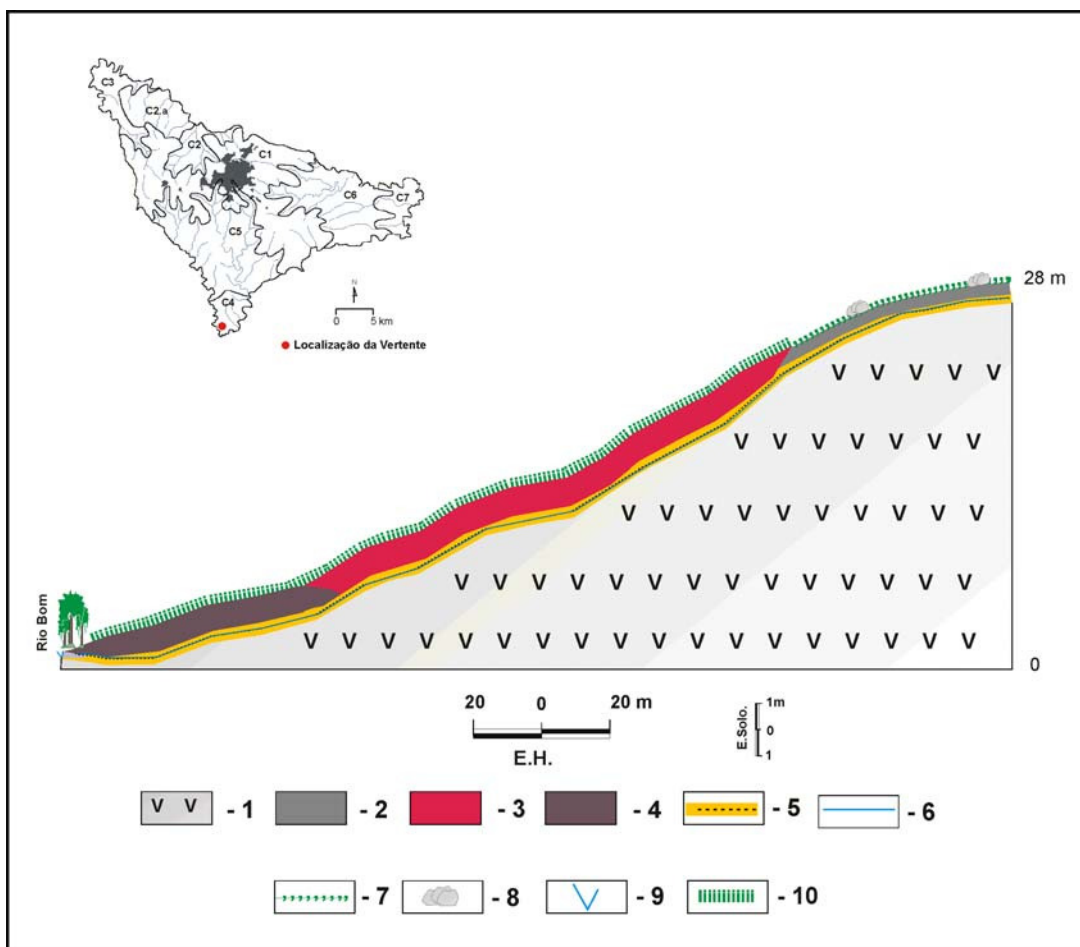 C3
C2.a
C2
C1
C6
C7
C5
C4
N
0 5 km
Localização da Vertente
28 m
V V V V V
V V V V V V V
V V V V V V V V V V
V V V V V V V V V V V V V V
V V V V V V V V V V V V V V V V V V
Rio Bom
0
20 0 20 m
E.H.
E.Solo.
1m
0
1
V V - 1
- 2
- 3
- 4
- 5
- 6
- 7
- 8
- 9
- 10